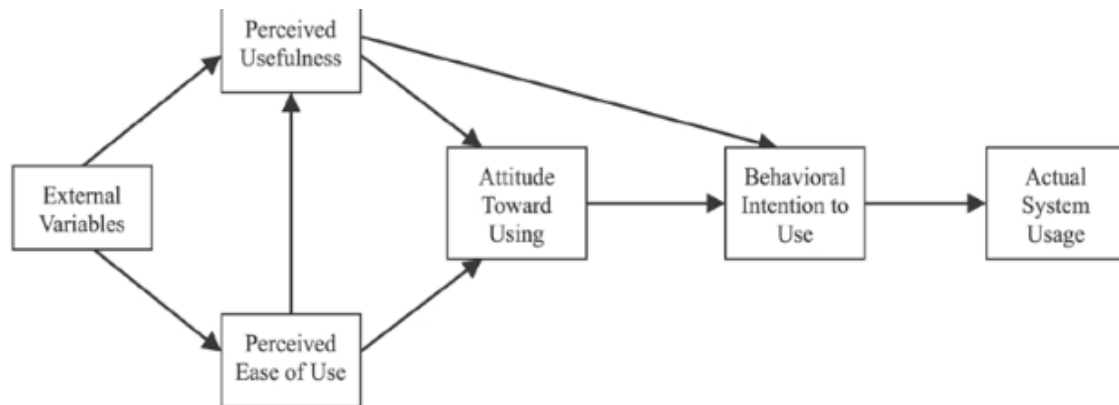 Perceived
Usefulness
External
Variables
Attitude
Toward
Using
Behavioral
Intention to
Use
Actual
System
Usage
Perceived
Ease of Use